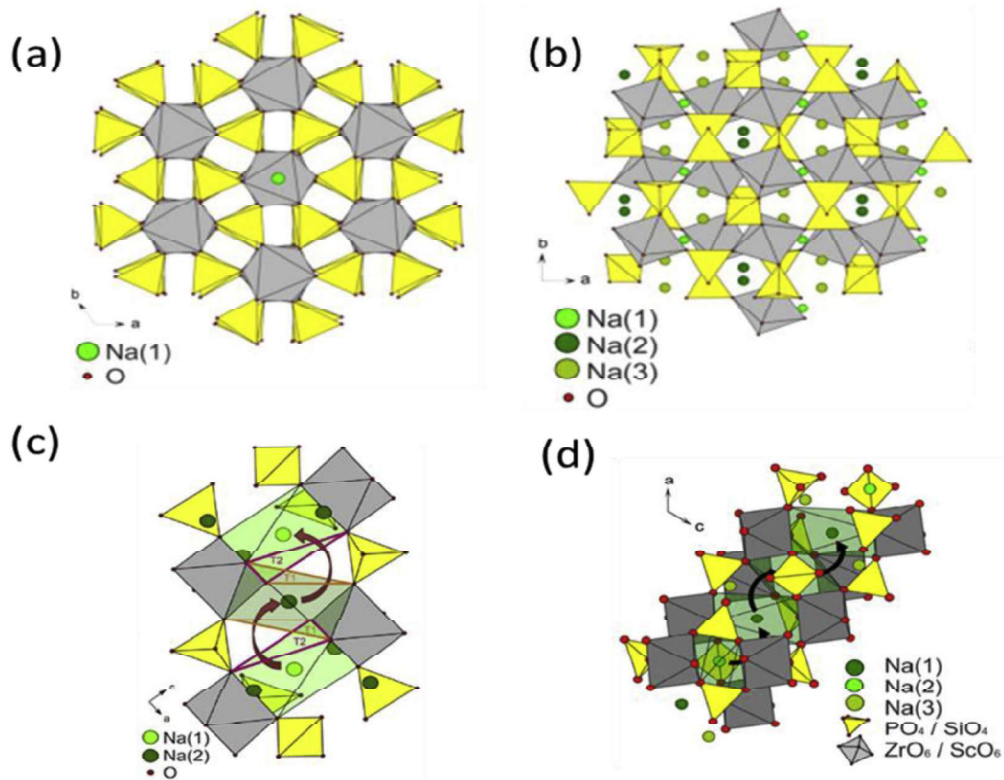 (a)
b
a
Na(1)
O
(b)
b
a
Na(1)
Na(2)
Na(3)
O
(c)
T2
T1
T1
T2
c
a
Na(1)
Na(2)
O
(d)
a
c
Na(1)
Na(2)
Na(3)
PO₄ / SiO₄
ZrO₆ / ScO₆